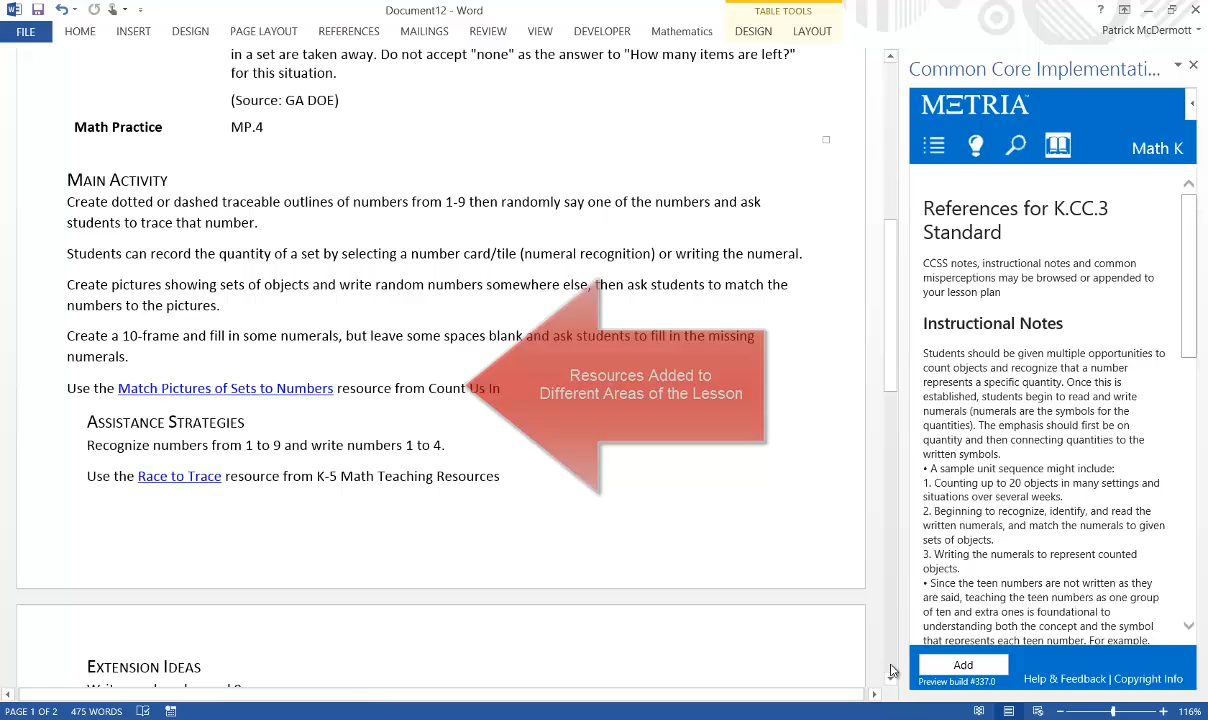 Document12 - Word
TABLE TOOLS
?
FILE
HOME
INSERT
DESIGN
PAGE LAYOUT
REFERENCES
MAILINGS
REVIEW
VIEW
DEVELOPER
Mathematics
DESIGN
LAYOUT
Patrick McDermott
in a set are taken away. Do not accept "none" as the answer to "How many items are left?"
for this situation.
(Source: GA DOE)
Math Practice MP.4
MAIN ACTIVITY
Create dotted or dashed traceable outlines of numbers from 1-9 then randomly say one of the numbers and ask
students to trace that number.
Students can record the quantity of a set by selecting a number card/tile (numeral recognition) or writing the numeral.
Create pictures showing sets of objects and write random numbers somewhere else, then ask students to match the
numbers to the pictures.
Create a 10-frame and fill in some numerals, but leave some spaces blank and ask students to fill in the missing
numerals.
Use the Match Pictures of Sets to Numbers resource from Count Us In
Resources Added to
Different Areas of the Lesson
ASSISTANCE STRATEGIES
Recognize numbers from 1 to 9 and write numbers 1 to 4.
Use the Race to Trace resource from K-5 Math Teaching Resources
EXTENSION IDEAS
Common Core Implementati...
METRIA™
Math K
References for K.CC.3
Standard
CCSS notes, instructional notes and common
misperceptions may be browsed or appended to
your lesson plan
Instructional Notes
Students should be given multiple opportunities to
count objects and recognize that a number
represents a specific quantity. Once this is
established, students begin to read and write
numerals (numerals are the symbols for the
quantities). The emphasis should first be on
quantity and then connecting quantities to the
written symbols.
• A sample unit sequence might include:
1. Counting up to 20 objects in many settings and
situations over several weeks.
2. Beginning to recognize, identify, and read the
written numerals, and match the numerals to given
sets of objects.
3. Writing the numerals to represent counted
objects.
• Since the teen numbers are not written as they
are said, teaching the teen numbers as one group
of ten and extra ones is foundational to
understanding both the concept and the symbol
that represents each teen number. For example,
Add
Preview build #337.0
Help & Feedback | Copyright Info
PAGE 1 OF 2
475 WORDS
116%